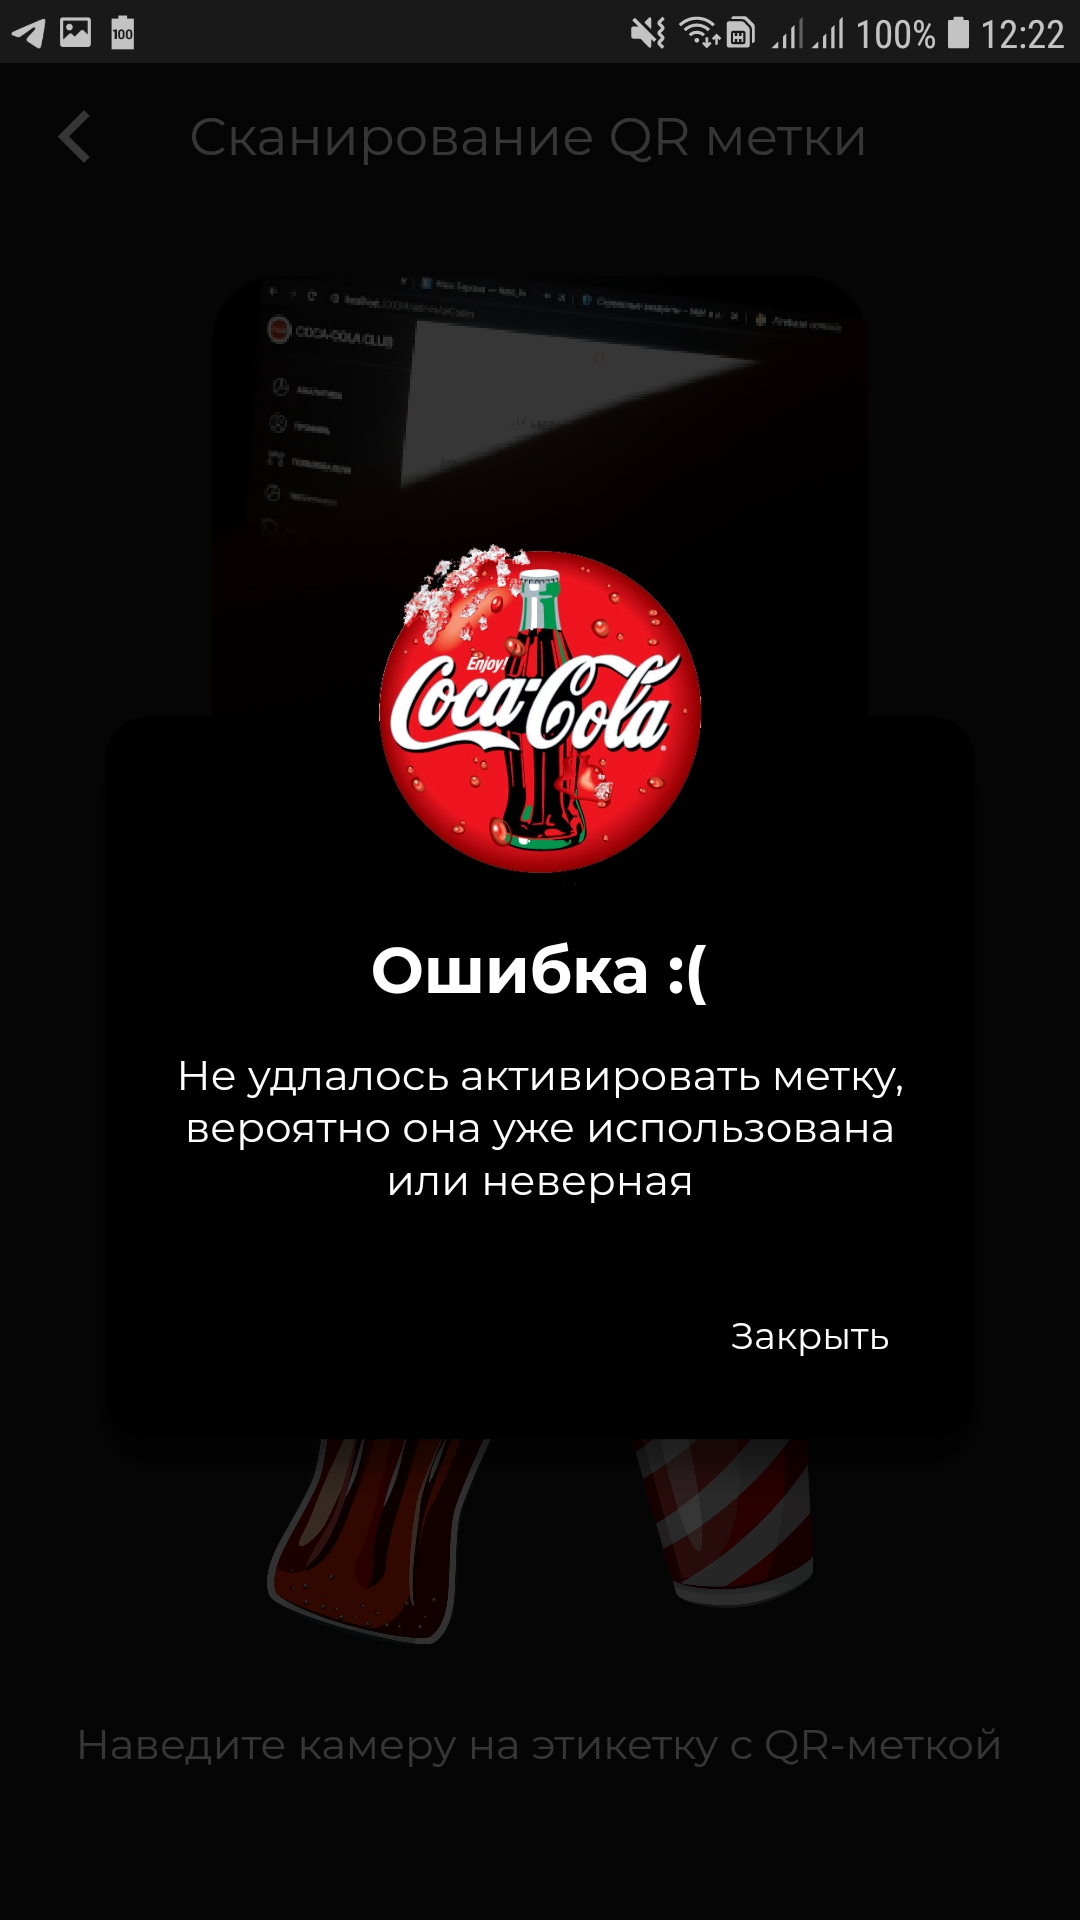 100
100% 12:22
Сканирование QR метки
COCA-COLA CLUB
Enjoy!
Coca-Cola
Ошибка :(
Не удлалось активировать метку,
вероятно она уже использована
или неверная
Закрыть
Наведите камеру на этикетку с QR-меткой